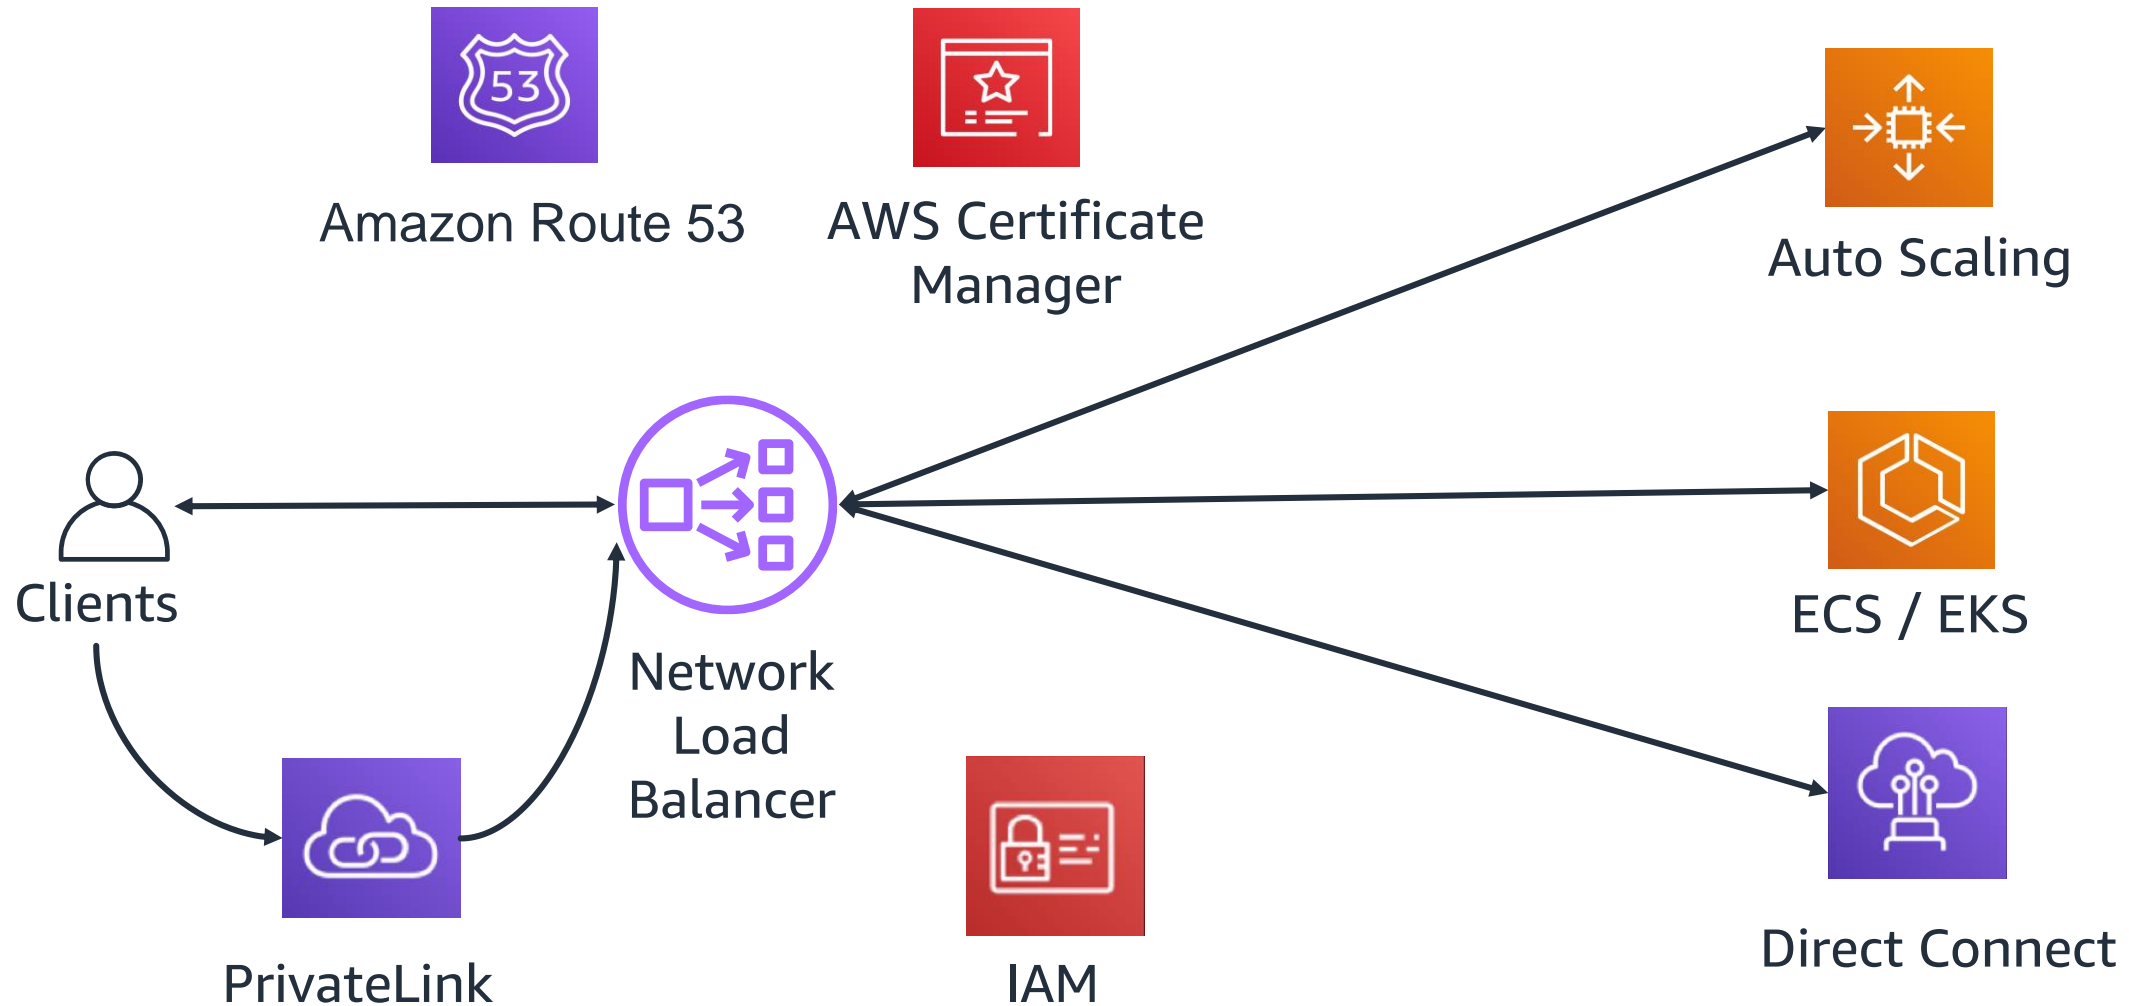 53
Amazon Route 53
AWS Certificate
Manager
Auto Scaling
Clients
Network
Load
Balancer
ECS / EKS
PrivateLink
IAM
Direct Connect